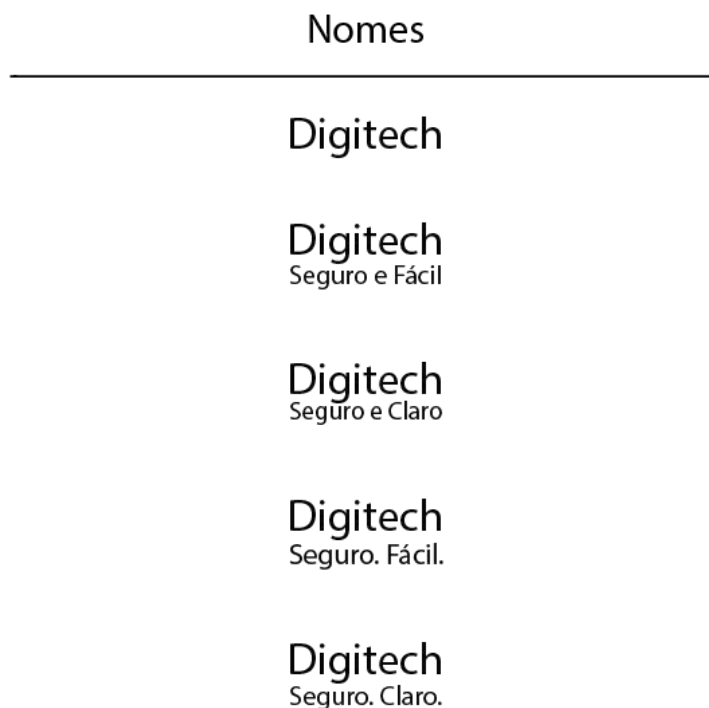 Nomes
Digitech
Digitech
Seguro e Fácil
Digitech
Seguro e Claro
Digitech
Seguro. Fácil.
Digitech
Seguro. Claro.